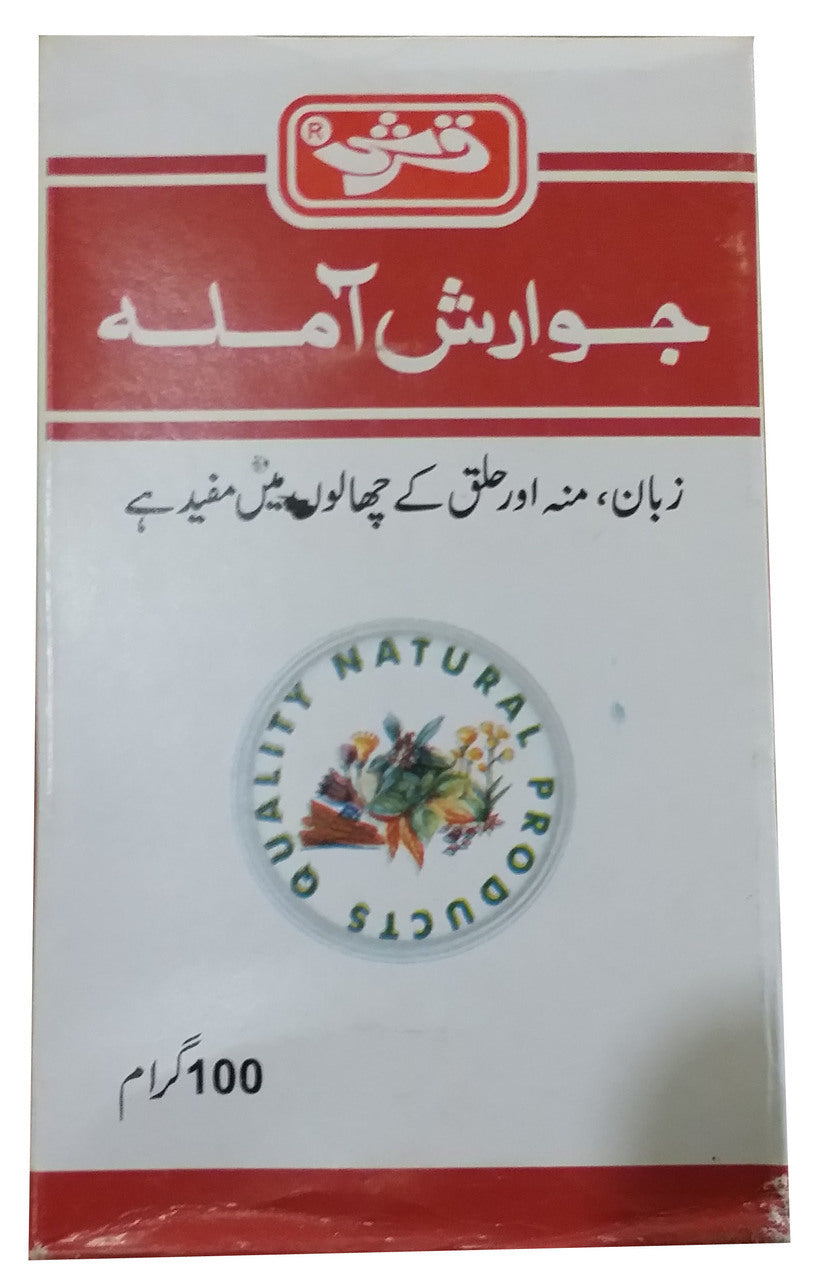 قرشی ®
جوارش آملہ
زبان، منہ اور حلق کے چھالوں میں مفید ہے
QUALITY NATURAL PRODUCTS
100 گرام